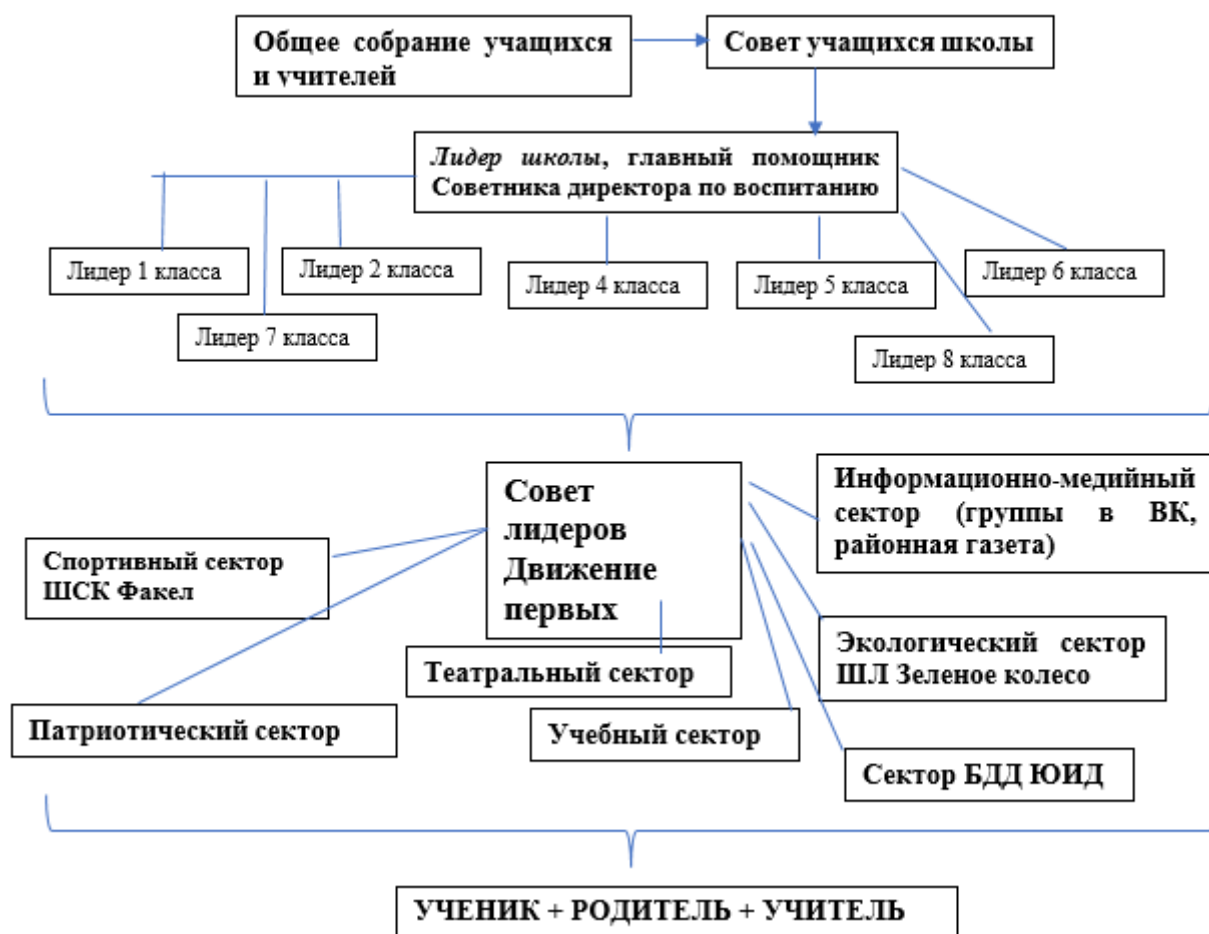 Общее собрание учащихся
и учителей
Совет учащихся школы
Лидер школы, главный помощник
Советника директора по воспитанию
Лидер 1 класса
Лидер 2 класса
Лидер 4 класса
Лидер 5 класса
Лидер 6 класса
Лидер 7 класса
Лидер 8 класса
Совет
лидеров
Движение
первых
Информационно-медийный
сектор (группы в ВК,
районная газета)
Спортивный сектор
ШСК Факел
Экологический сектор
ШЛ Зеленое колесо
Театральный сектор
Патриотический сектор
Учебный сектор
Сектор БДД ЮИД
УЧЕНИК + РОДИТЕЛЬ + УЧИТЕЛЬ